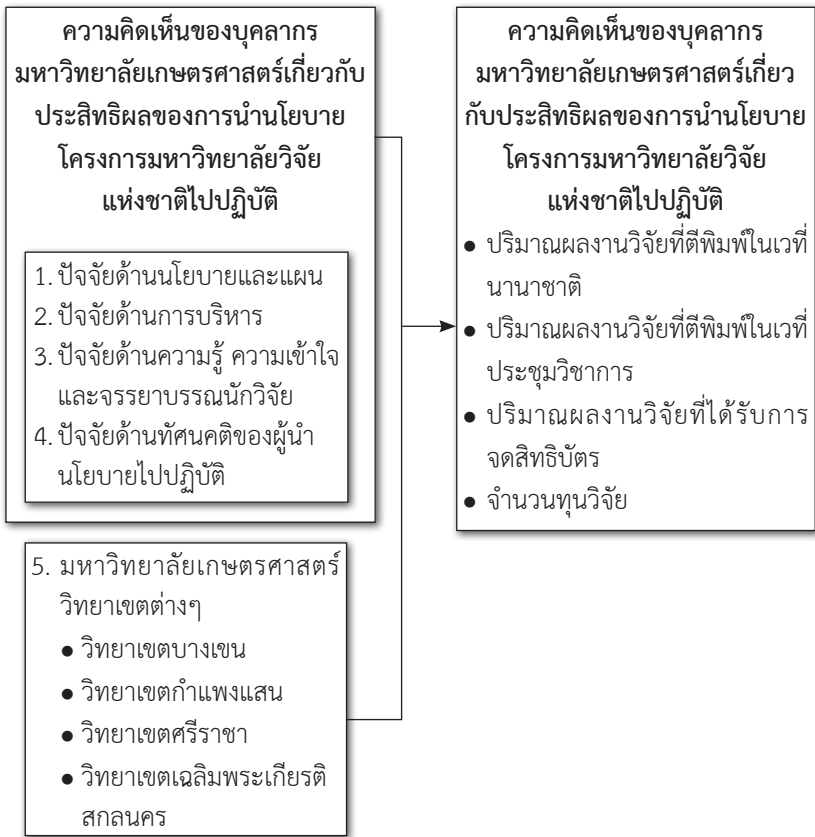 ความคิดเห็นของบุคลากร
มหาวิทยาลัยเกษตรศาสตร์เกี่ยวกับ
ประสิทธิผลของการนำนโยบาย
โครงการมหาวิทยาลัยวิจัย
แห่งชาติไปปฏิบัติ
1. ปัจจัยด้านนโยบายและแผน
2. ปัจจัยด้านการบริหาร
3. ปัจจัยด้านความรู้ ความเข้าใจ
และจรรยาบรรณนักวิจัย
4. ปัจจัยด้านทัศนคติของผู้นำ
นโยบายไปปฏิบัติ
5. มหาวิทยาลัยเกษตรศาสตร์
วิทยาเขตต่างๆ
● วิทยาเขตบางเขน
● วิทยาเขตกำแพงแสน
● วิทยาเขตศรีราชา
● วิทยาเขตเฉลิมพระเกียรติ
สกลนคร
ความคิดเห็นของบุคลากร
มหาวิทยาลัยเกษตรศาสตร์เกี่ยว
กับประสิทธิผลของการนำนโยบาย
โครงการมหาวิทยาลัยวิจัย
แห่งชาติไปปฏิบัติ
● ปริมาณผลงานวิจัยที่ตีพิมพ์ในเวที
นานาชาติ
● ปริมาณผลงานวิจัยที่ตีพิมพ์ในเวที
ประชุมวิชาการ
● ปริมาณผลงานวิจัยที่ได้รับการ
จดสิทธิบัตร
● จำนวนทุนวิจัย